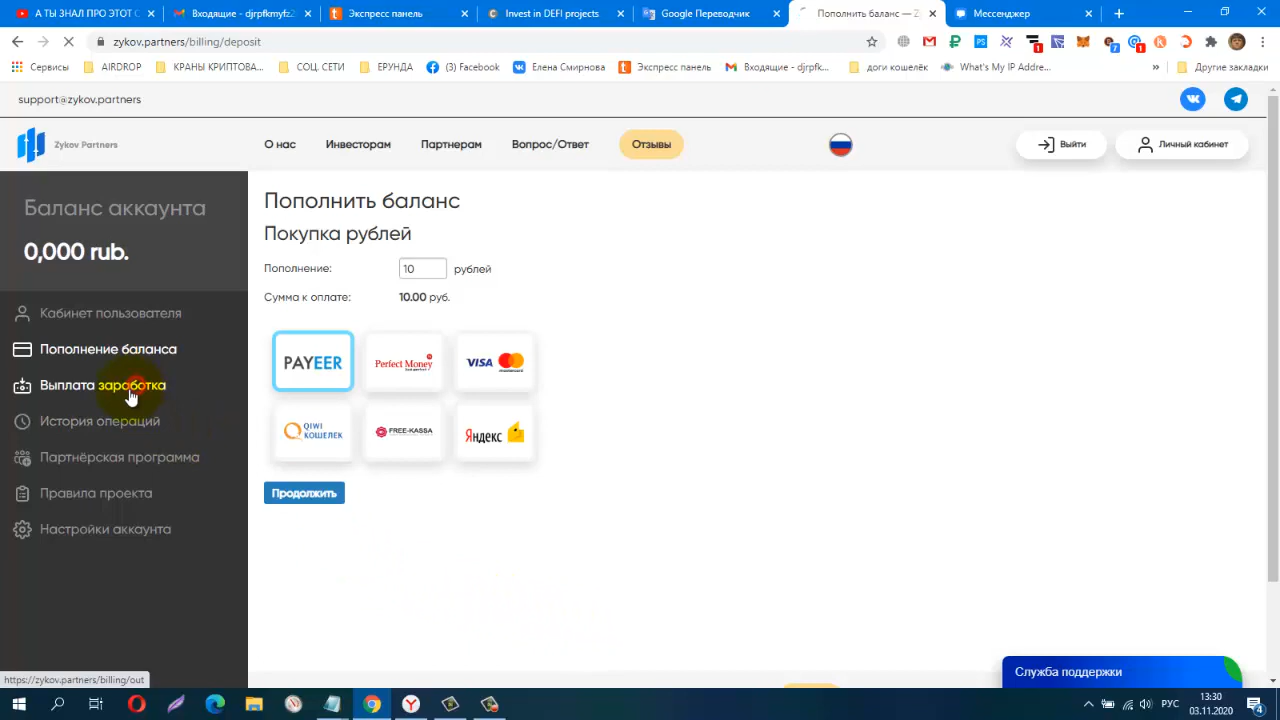 А ТЫ ЗНАЛ ПРО ЭТОТ С
Входящие - djrpfkmyfz2
Экспресс панель
Invest in DEFI projects
Google Переводчик
Пополнить баланс — Z
Мессенджер
zykov.partners/billing/deposit
Сервисы
AIRDROP
КРАНЫ КРИПТОВА...
СОЦ. СЕТИ
ЕРУНДА
(3) Facebook
Елена Смирнова
Экспресс панель
Входящие - djrpfk...
доги кошелёк
What's My IP Addre...
»
Другие закладки
support@zykov.partners
Zykov Partners
О нас
Инвесторам
Партнерам
Вопрос/Ответ
Отзывы
Выйти
Личный кабинет
Баланс аккаунта
0,000 rub.
Кабинет пользователя
Пополнение баланса
Выплата заработка
История операций
Партнёрская программа
Правила проекта
Настройки аккаунта
Пополнить баланс
Покупка рублей
Пополнение: 10 рублей
Сумма к оплате: 10.00 руб.
PAYEER
Perfect Money
VISA
QIWI
КОШЕЛЕК
FREE-KASSA
Яндекс
Продолжить
Служба поддержки
https://zykov.partners/billing/out
РУС
13:30
03.11.2020